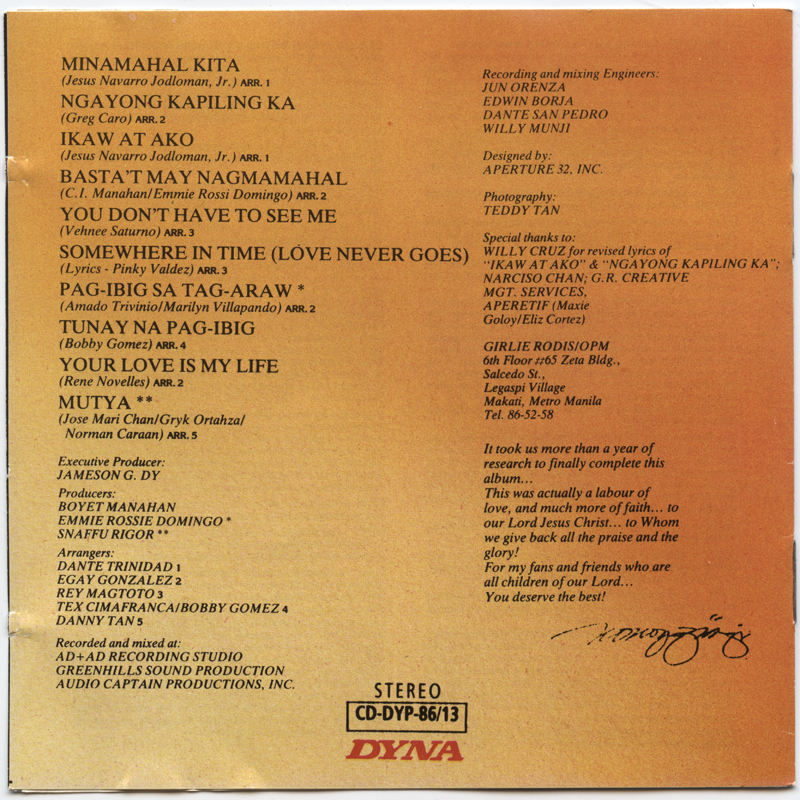 MINAMAHAL KITA
(Jesus Navarro Jodloman, Jr.) ARR. 1
NGAYONG KAPILING KA
(Greg Caro) ARR. 2
IKAW AT AKO
(Jesus Navarro Jodloman, Jr.) ARR. 1
BASTA'T MAY NAGMAMAHAL
(C.I. Manahan/Emmie Rossi Domingo) ARR. 2
YOU DON'T HAVE TO SEE ME
(Vehnee Saturno) ARR. 3
SOMEWHERE IN TIME (LOVE NEVER GOES)
(Lyrics - Pinky Valdez) ARR. 3
PAG-IBIG SA TAG-ARAW *
(Amado Trivinio/Marilyn Villapando) ARR. 2
TUNAY NA PAG-IBIG
(Bobby Gomez) ARR. 4
YOUR LOVE IS MY LIFE
(Rene Novelles) ARR. 2
MUTYA **
(Jose Mari Chan/Gryk Ortahza/
Norman Caraan) ARR. 5
Executive Producer:
JAMESON G. DY
Producers:
BOYET MANAHAN
EMMIE ROSSIE DOMINGO *
SNAFFU RIGOR **
Arrangers:
DANTE TRINIDAD 1
EGAY GONZALEZ 2
REY MAGTOTO 3
TEX CIMAFRANCA/BOBBY GOMEZ 4
DANNY TAN 5
Recorded and mixed at:
AD+AD RECORDING STUDIO
GREENHILLS SOUND PRODUCTION
AUDIO CAPTAIN PRODUCTIONS, INC.
Recording and mixing Engineers:
JUN ORENZA
EDWIN BORJA
DANTE SAN PEDRO
WILLY MUNJI
Designed by:
APERTURE 32, INC.
Photography:
TEDDY TAN
Special thanks to:
WILLY CRUZ for revised lyrics of
"IKAW AT AKO" & "NGAYONG KAPILING KA";
NARCISO CHAN; G.R. CREATIVE
MGT. SERVICES,
APERETIF (Maxie
Goloy/Eliz Cortez)
GIRLIE RODIS/OPM
6th Floor #65 Zeta Bldg.,
Salcedo St.,
Legaspi Village
Makati, Metro Manila
Tel. 86-52-58
It took us more than a year of
research to finally complete this
album...
This was actually a labour of
love, and much more of faith... to
our Lord Jesus Christ... to Whom
we give back all the praise and the
glory!
For my fans and friends who are
all children of our Lord...
You deserve the best!
STEREO
CD-DYP-86/13
DYNA